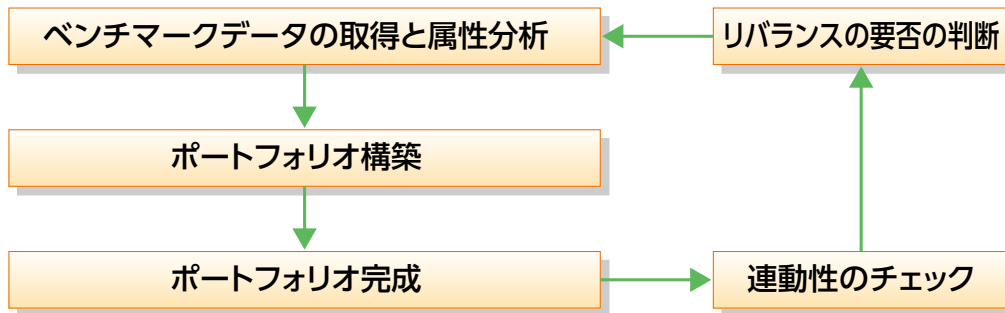 ベンチマークデータの取得と属性分析
リバランスの要否の判断
ポートフォリオ構築
ポートフォリオ完成
連動性のチェック